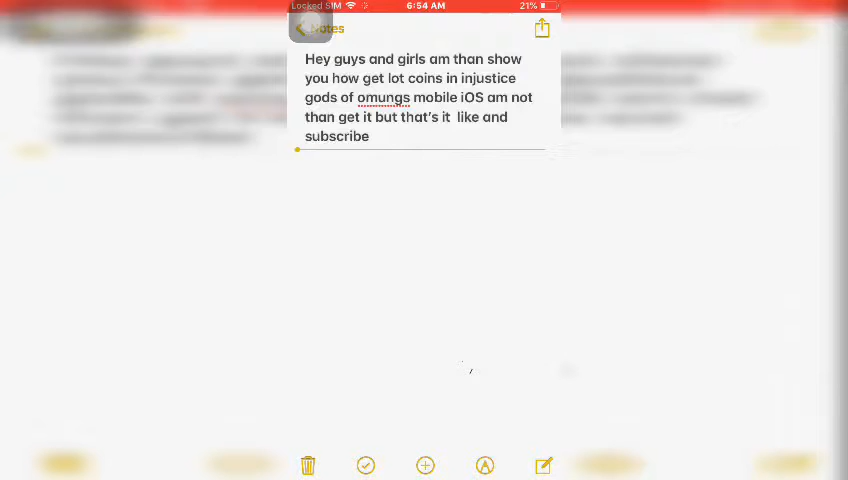 Locked SIM 6:54 AM 21%
Notes
Hey guys and girls am than show
you how get lot coins in injustice
gods of omungs mobile iOS am not
than get it but that's it like and
subscribe